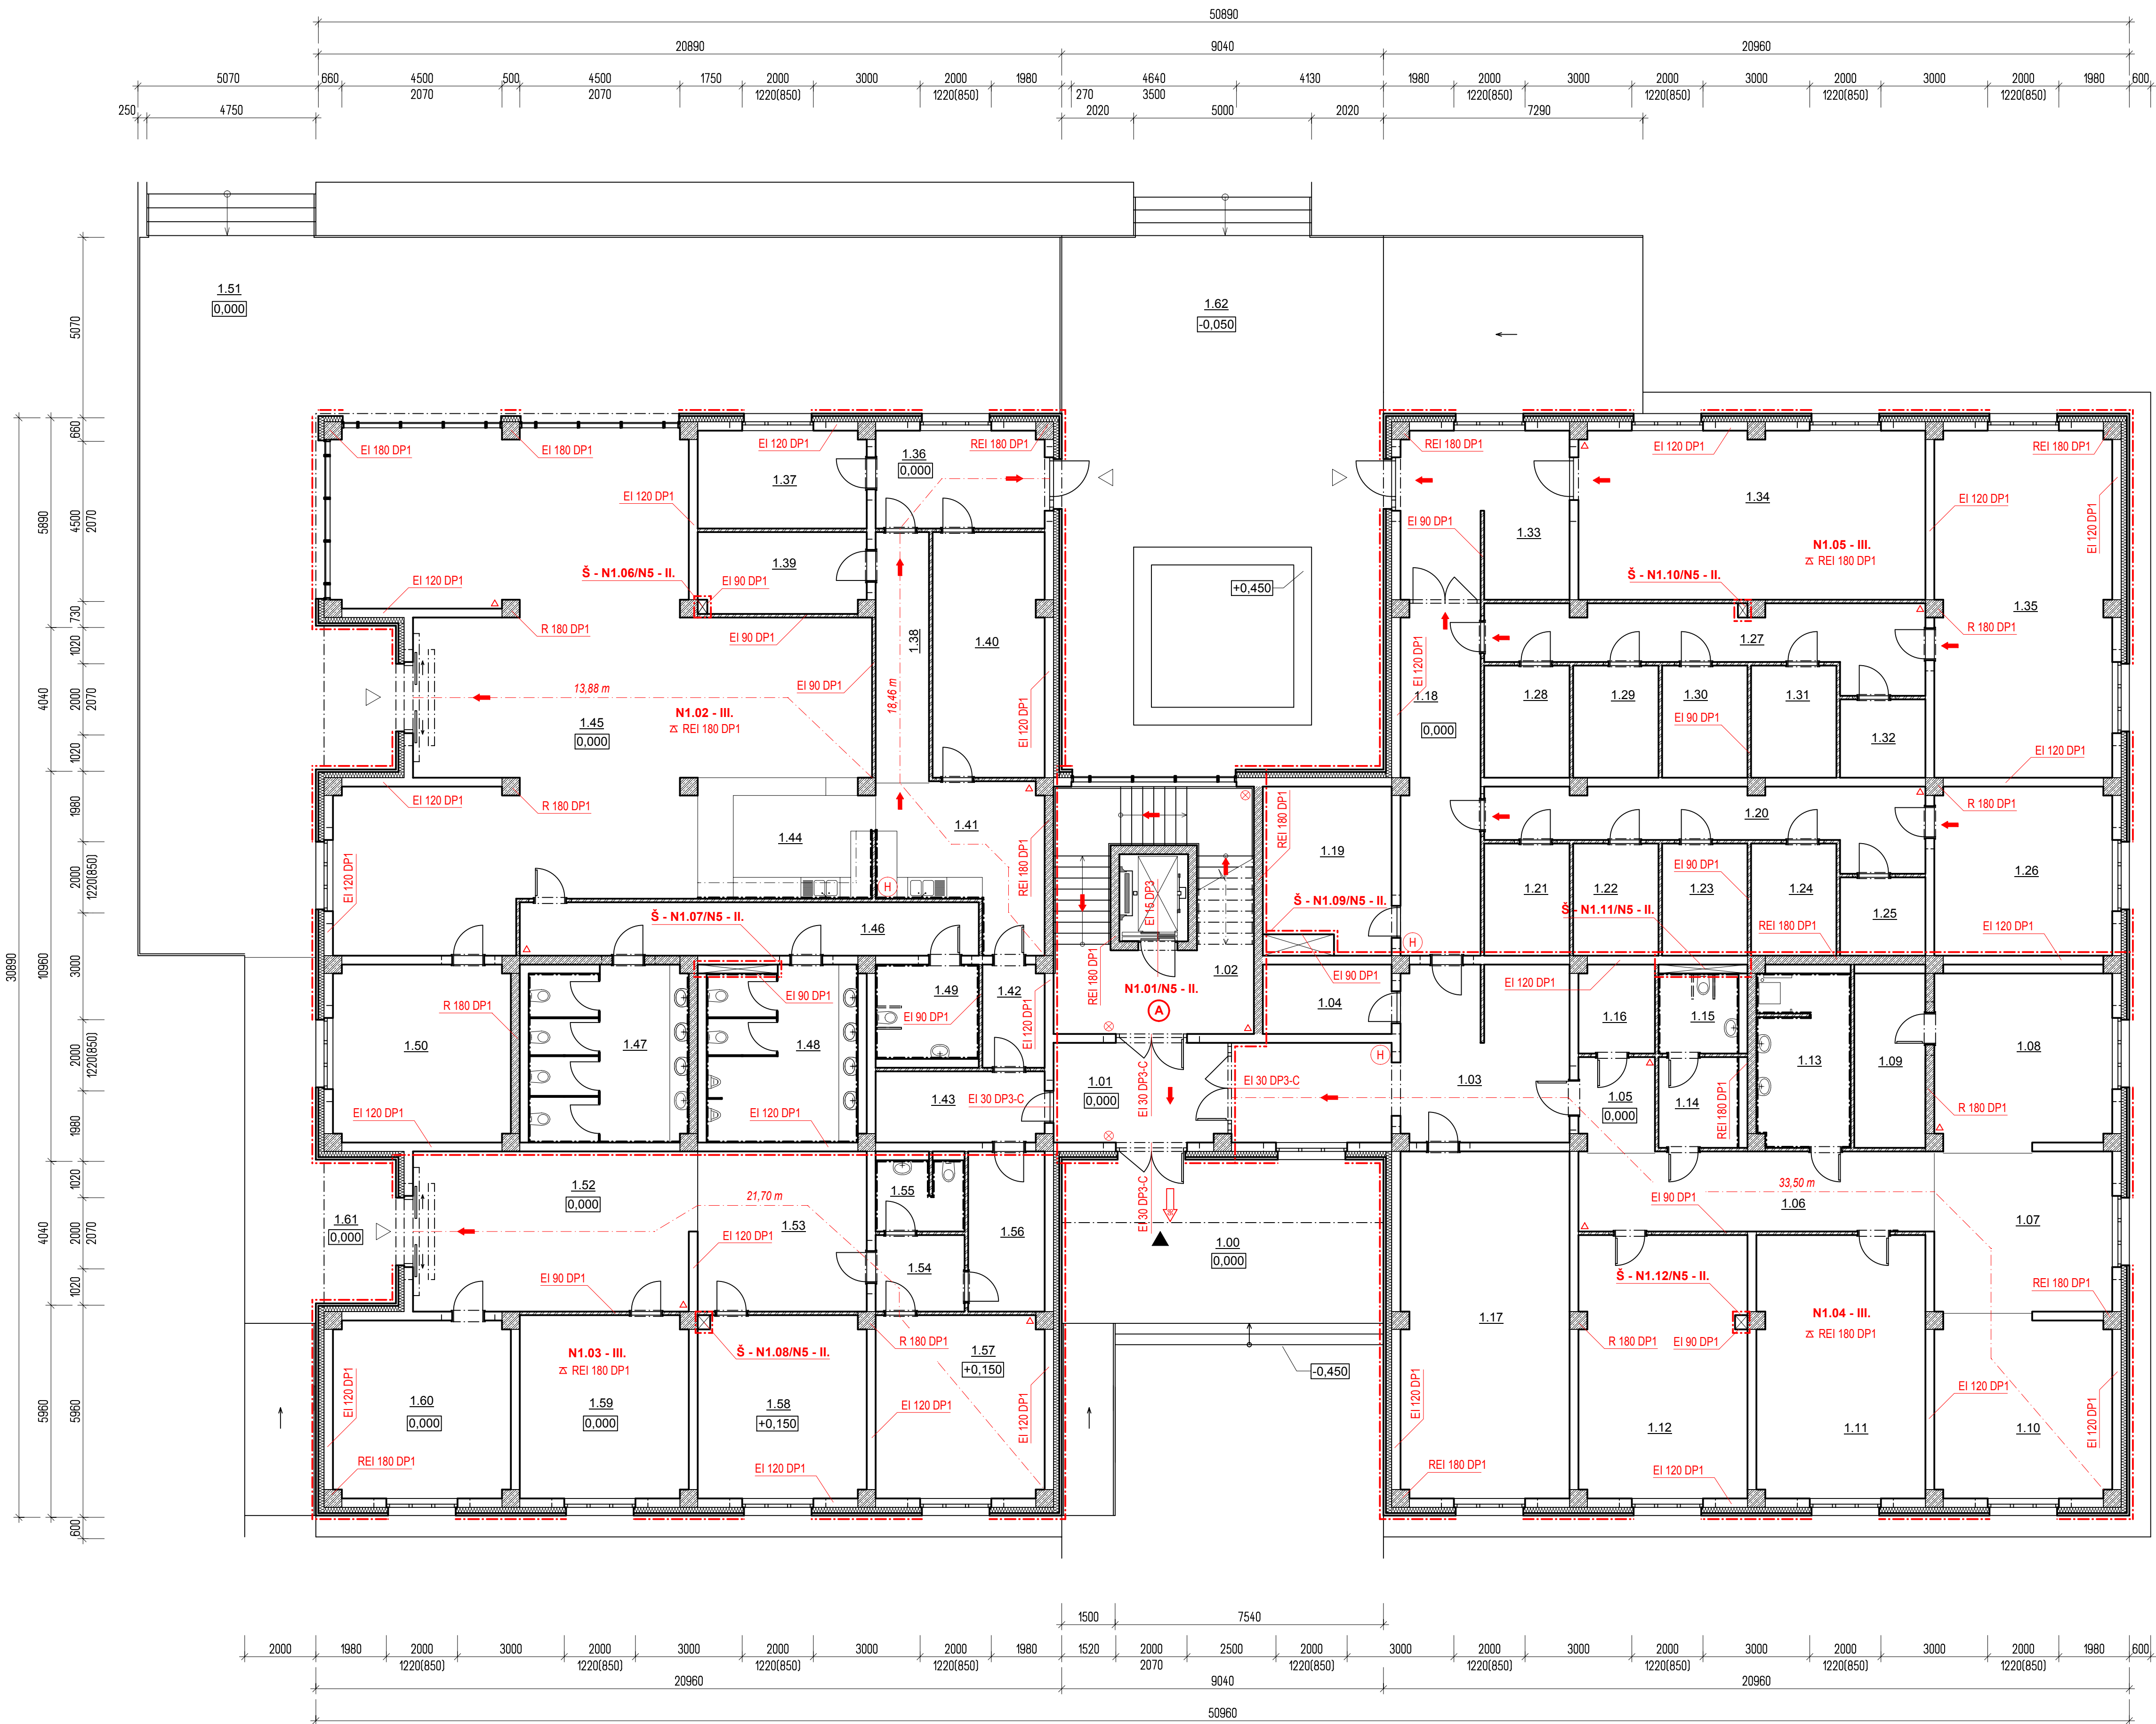 50890
20890 9040 20960
5070 660 4500 500 4500 1750 2000 3000 2000 1980 4640 4130 1980 2000 3000 2000 3000 2000 3000 2000 1980 600
2070 2070 1220(850) 1220(850) 270 3500 1220(850) 1220(850) 1220(850) 1220(850)
250 4750 2020 5000 2020 7290
30890
5890 4040 10960 4040 5960
5070 660 4500 730 1020 2000 1020 1980 2000 3000 2000 1980 1020 2000 1020 5960 600
2070 2070 1220(850) 1220(850) 2070
1.51
0,000
1.62
-0,050
EI 180 DP1
EI 180 DP1
EI 120 DP1
1.36
0,000
REI 180 DP1
1.37
EI 120 DP1
Š - N1.06/N5 - II.
1.39
EI 90 DP1
EI 120 DP1
R 180 DP1
EI 90 DP1
1.38
1.40
13,88 m
EI 90 DP1
18,46 m
N1.02 - III.
REI 180 DP1
1.45
0,000
EI 120 DP1
EI 120 DP1
R 180 DP1
1.44
1.41
H
EI 120 DP1
REI 180 DP1
Š - N1.07/N5 - II.
1.46
EI 90 DP1
1.49
EI 90 DP1
1.42
EI 120 DP1
R 180 DP1
1.50
1.47
1.48
EI 120 DP1
EI 120 DP1
1.43
EI 30 DP3-C
+0,450
REI 180 DP1
EI 15 DP3
REI 180 DP1
1.02
N1.01/N5 - II.
A
1.01
0,000
EI 30 DP3-C
EI 30 DP3-C
H
EI 30 DP3-C
1.00
0,000
-0,450
1.19
Š - N1.09/N5 - II.
EI 90 DP1
1.04
H
REI 180 DP1
EI 120 DP1
REI 180 DP1
1.34
EI 120 DP1
EI 120 DP1
EI 90 DP1
1.33
N1.05 - III.
REI 180 DP1
Š - N1.10/N5 - II.
1.35
R 180 DP1
1.27
EI 120 DP1
1.18
0,000
1.28
1.29
1.30
EI 90 DP1
1.31
1.32
EI 120 DP1
1.20
R 180 DP1
1.21
1.22
1.23
EI 90 DP1
1.24
1.25
1.26
Š - N1.11/N5 - II.
REI 180 DP1
EI 120 DP1
EI 120 DP1
1.16
1.15
1.13
1.09
1.08
1.03
1.05
0,000
1.14
REI 180 DP1
R 180 DP1
33,50 m
EI 90 DP1
1.06
1.07
Š - N1.12/N5 - II.
REI 180 DP1
1.17
N1.04 - III.
REI 180 DP1
R 180 DP1
EI 90 DP1
EI 120 DP1
EI 120 DP1
EI 120 DP1
1.12
1.11
1.10
REI 180 DP1
EI 120 DP1
1.61
0,000
1.52
0,000
21,70 m
1.53
1.55
1.56
1.54
EI 120 DP1
EI 90 DP1
N1.03 - III.
REI 180 DP1
Š - N1.08/N5 - II.
R 180 DP1
1.57
+0,150
EI 120 DP1
1.60
0,000
1.59
0,000
1.58
+0,150
EI 120 DP1
EI 120 DP1
REI 180 DP1
EI 120 DP1
1500 7540
2000 1980 2000 3000 2000 3000 2000 3000 2000 1980 1520 2000 2500 2000 3000 2000 3000 2000 3000 2000 3000 2000 1980 600
1220(850) 1220(850) 1220(850) 1220(850) 2070 1220(850) 1220(850) 1220(850) 1220(850) 1220(850)
20960 9040 20960
50960